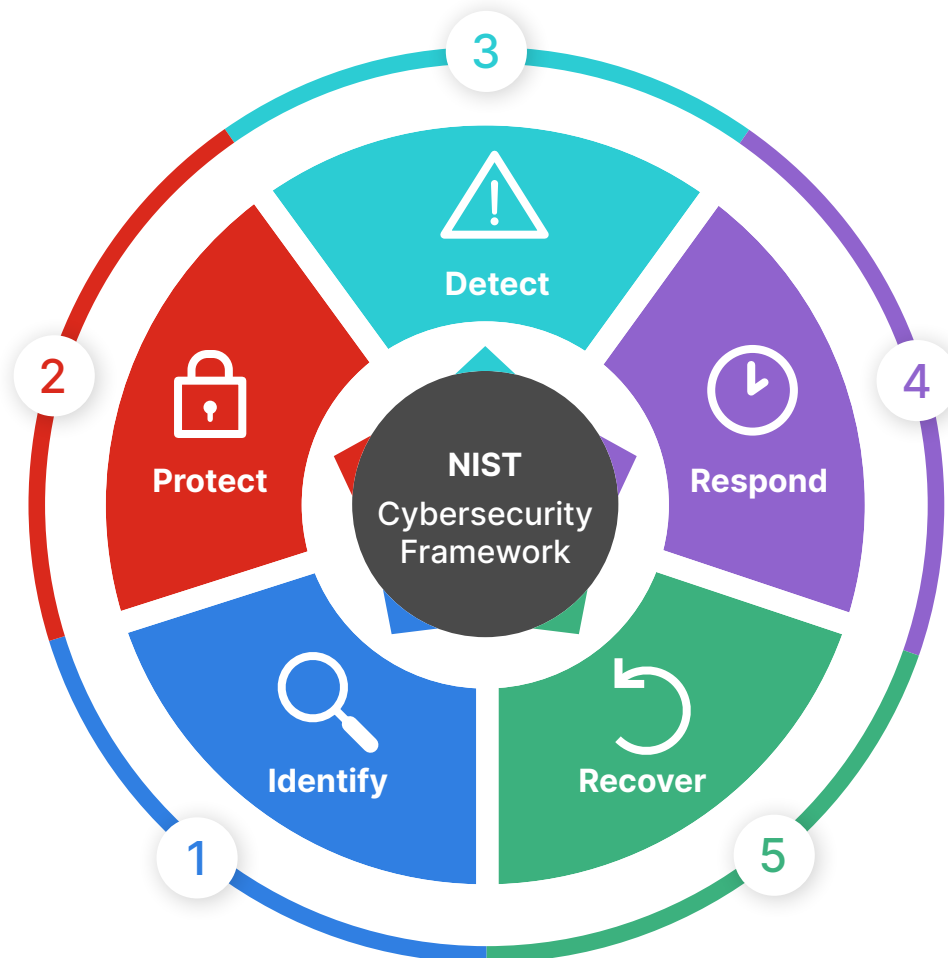 3
Detect
2
Protect
4
Respond
NIST
Cybersecurity
Framework
1
Identify
5
Recover